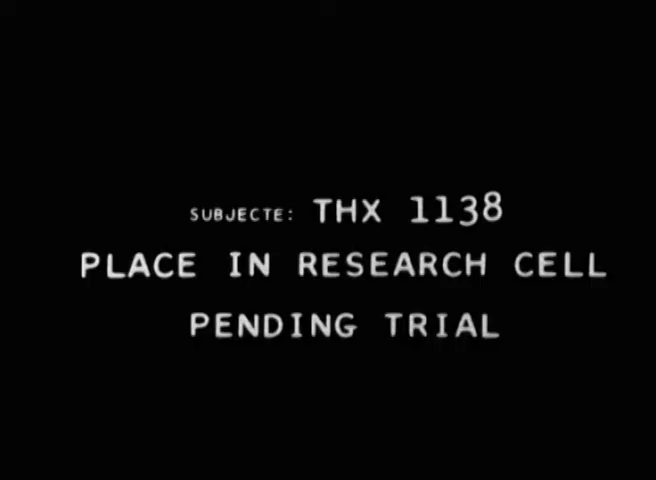 SUBJECTE: THX 1138
PLACE IN RESEARCH CELL
PENDING TRIAL